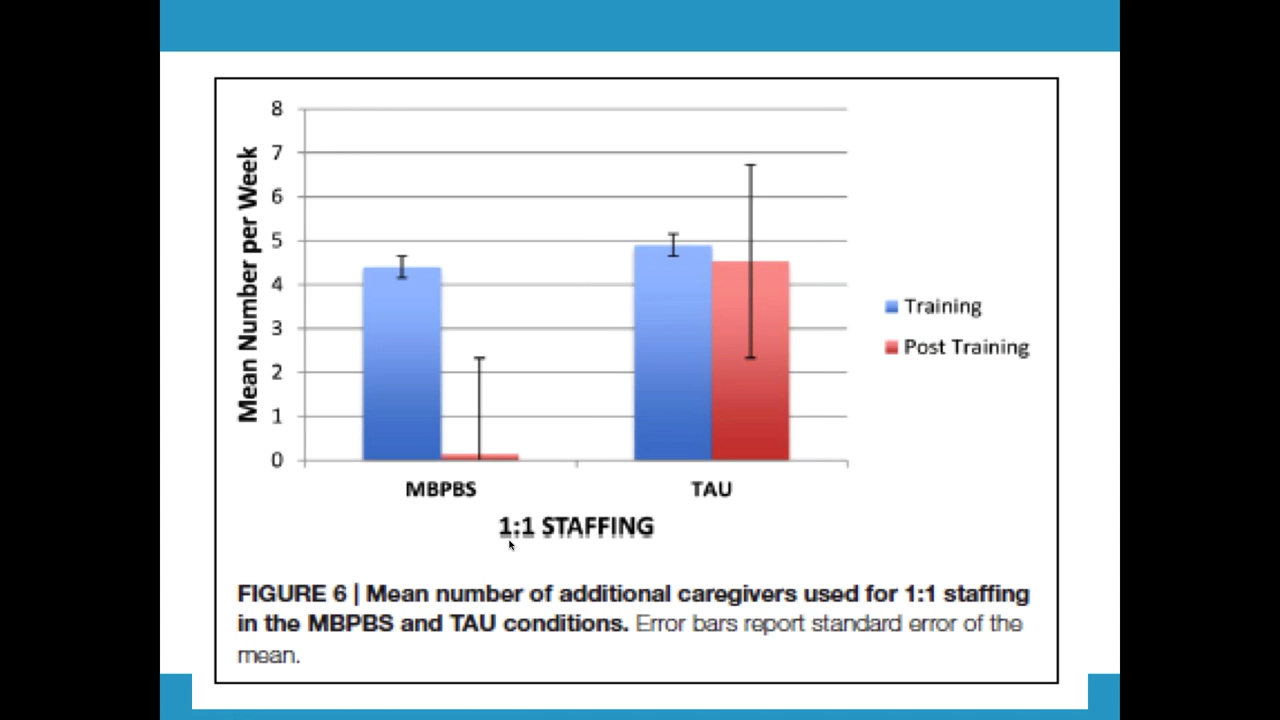 8
7
6
5
4
3
2
1
0
Mean Number per Week
MBPBS
TAU
1:1 STAFFING
Training
Post Training
FIGURE 6 | Mean number of additional caregivers used for 1:1 staffing
in the MBPBS and TAU conditions. Error bars report standard error of the
mean.